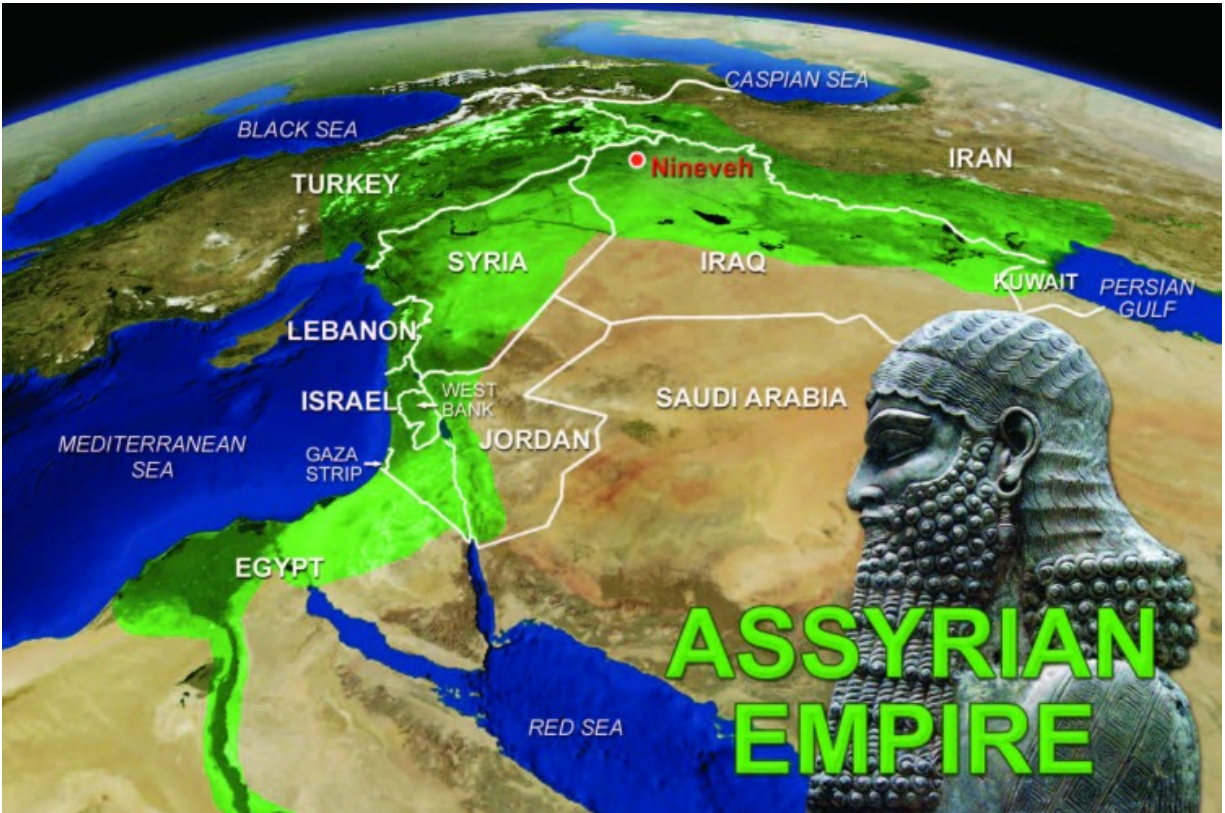 CASPIAN SEA
BLACK SEA
IRAN
Nineveh
TURKEY
SYRIA
IRAQ
KUWAIT
PERSIAN
GULF
LEBANON
WEST
BANK
ISRAEL
SAUDI ARABIA
JORDAN
MEDITERRANEAN
SEA
GAZA
STRIP
EGYPT
ASSYRIAN
EMPIRE
RED SEA